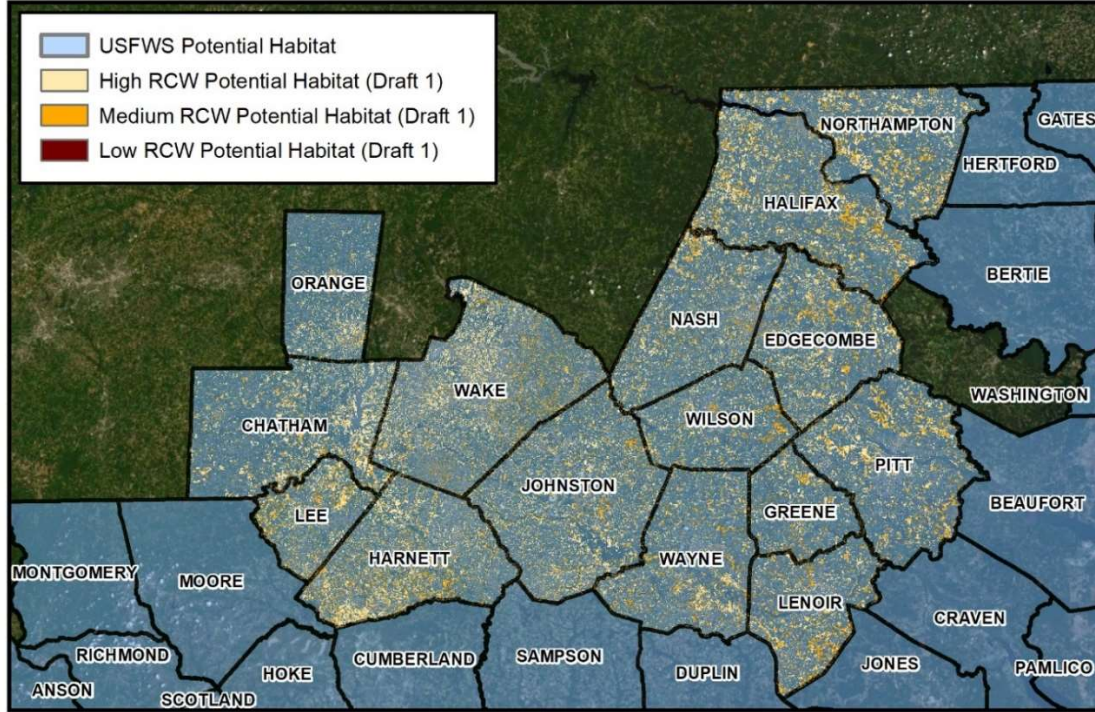 USFWS Potential Habitat
High RCW Potential Habitat (Draft 1)
Medium RCW Potential Habitat (Draft 1)
Low RCW Potential Habitat (Draft 1)
NORTHAMPTON
GATES
HERTFORD
HALIFAX
BERTIE
ORANGE
NASH
EDGECOMBE
WAKE
WASHINGTON
CHATHAM
WILSON
PITT
JOHNSTON
BEAUFORT
LEE
GREENE
HARNETT
WAYNE
MONTGOMERY
MOORE
LENOIR
CRAVEN
RICHMOND
CUMBERLAND
SAMPSON
HOKE
DUPLIN
JONES
PAMLICO
ANSON
SCOTLAND